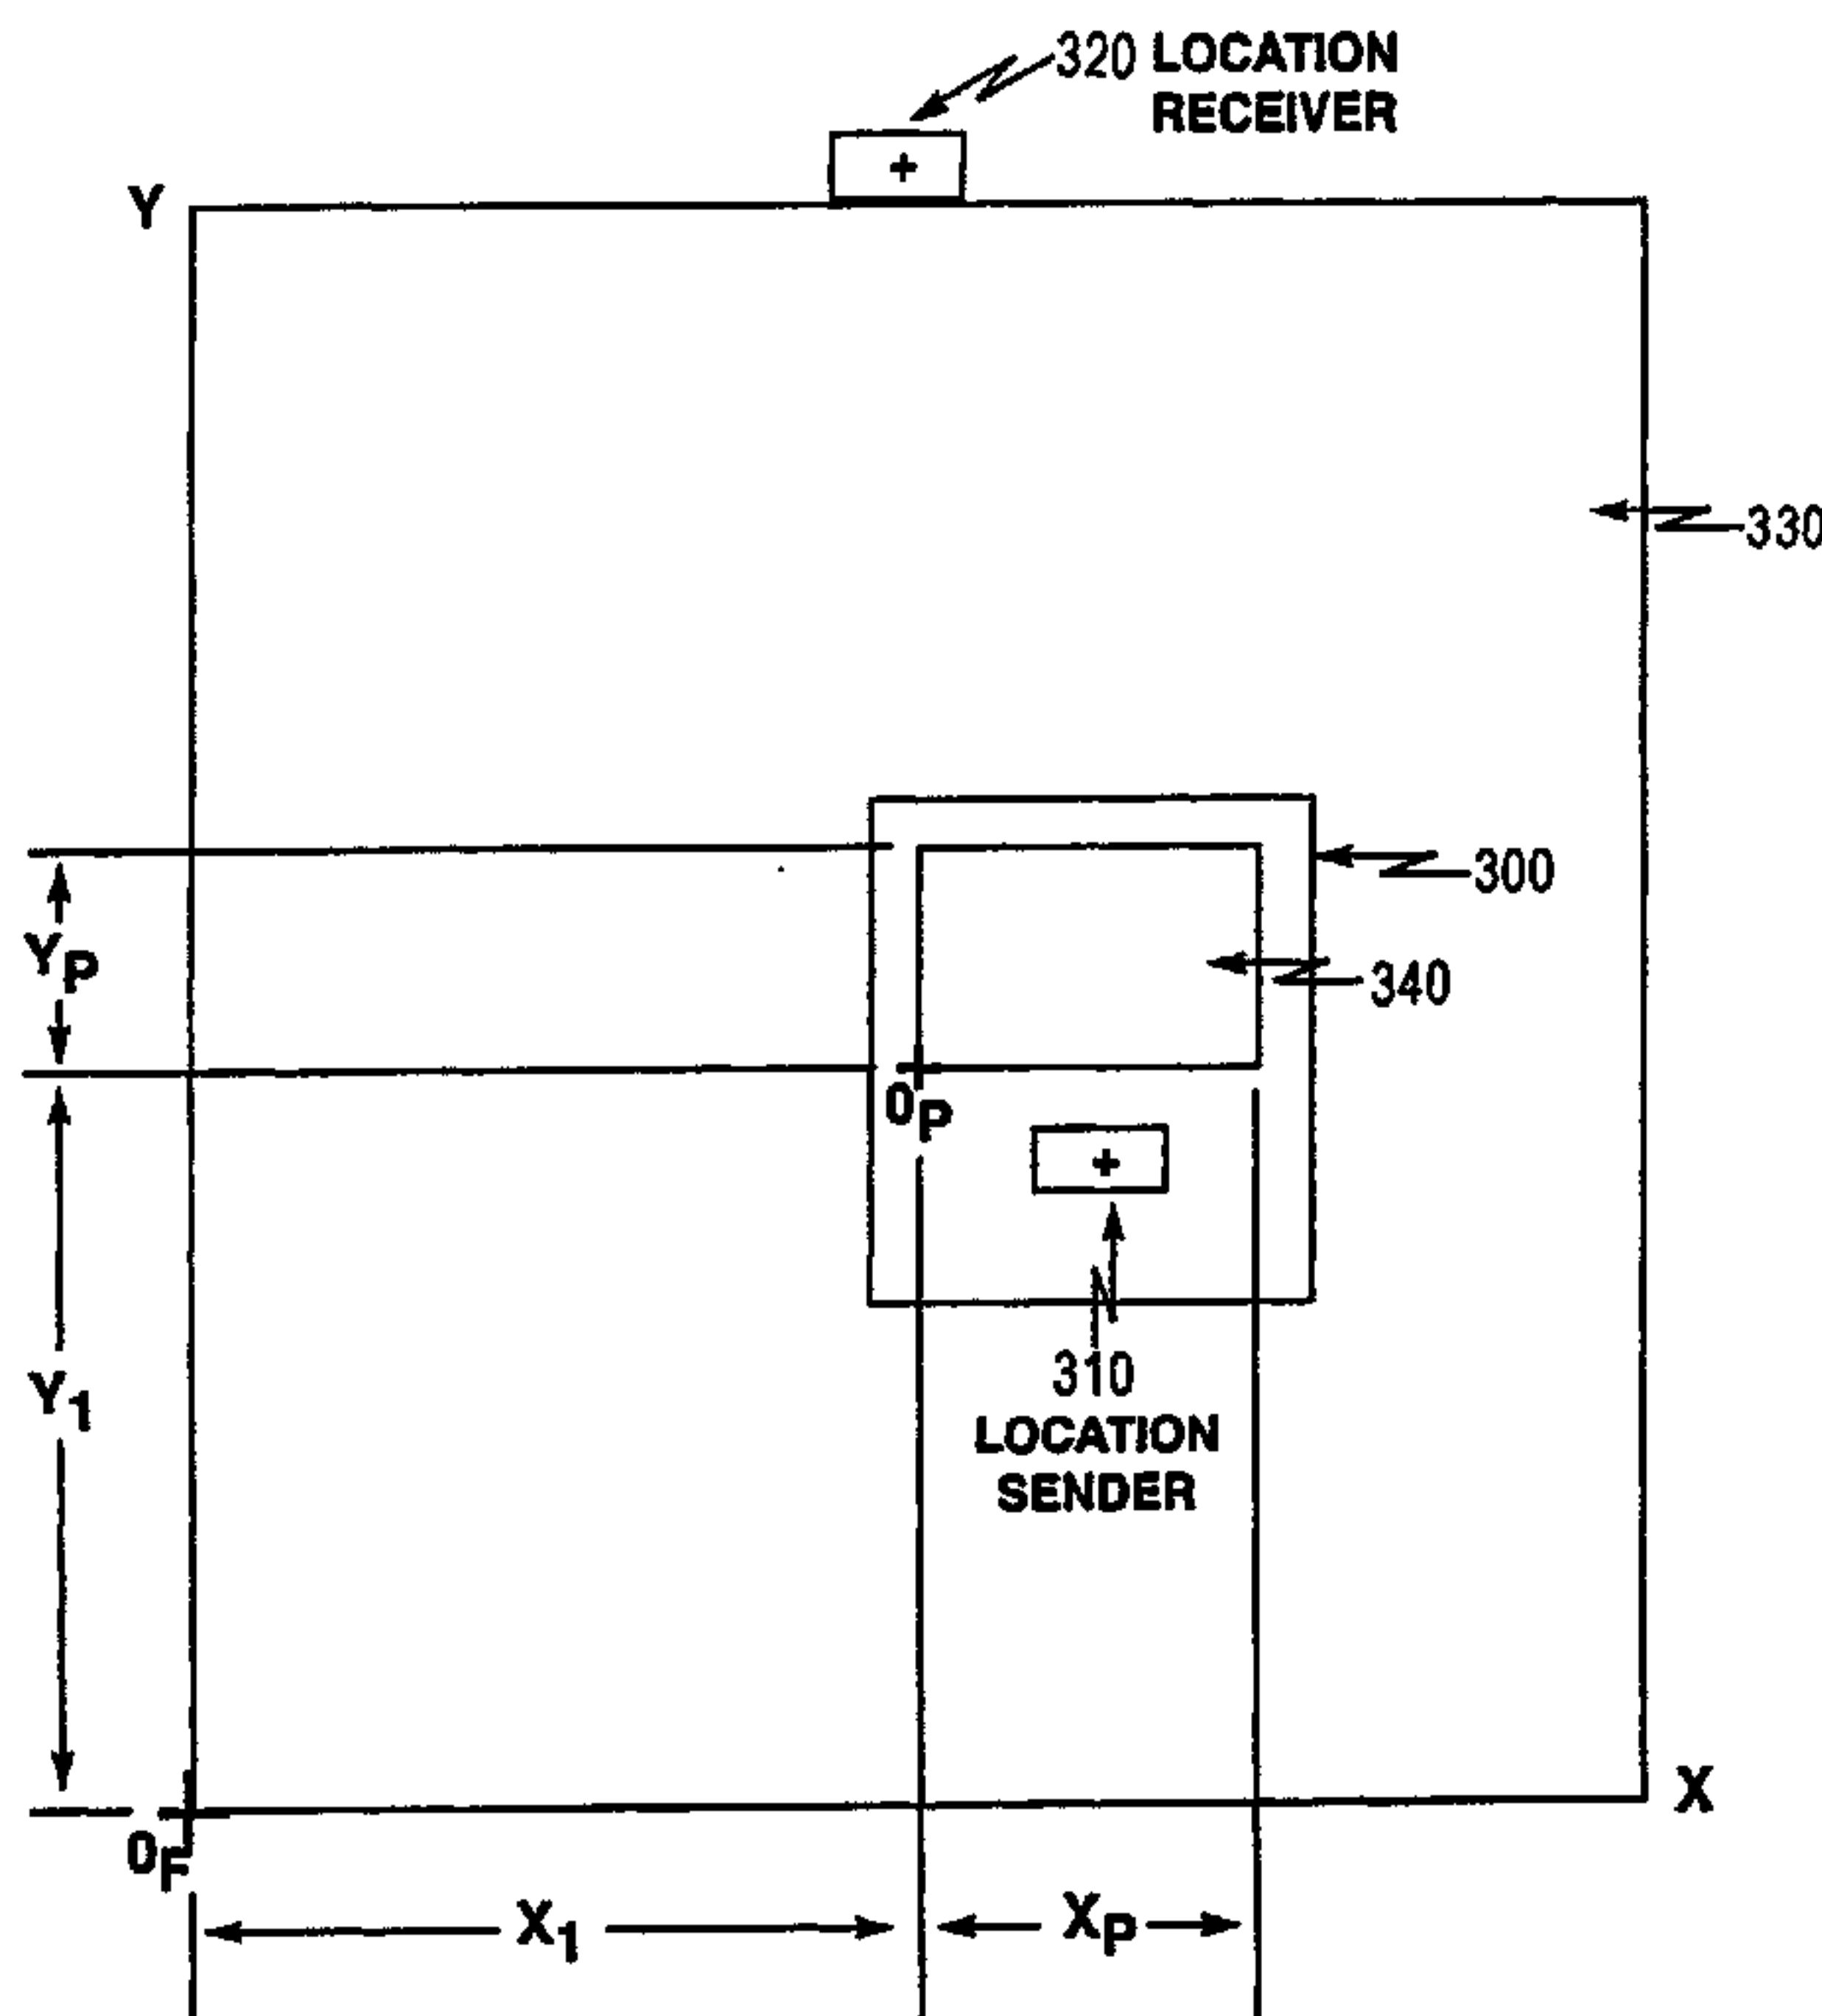 320 LOCATION
RECEIVER
Y
330
300
YP
340
0P
Y1
310
LOCATION
SENDER
X
0F
X1
XP